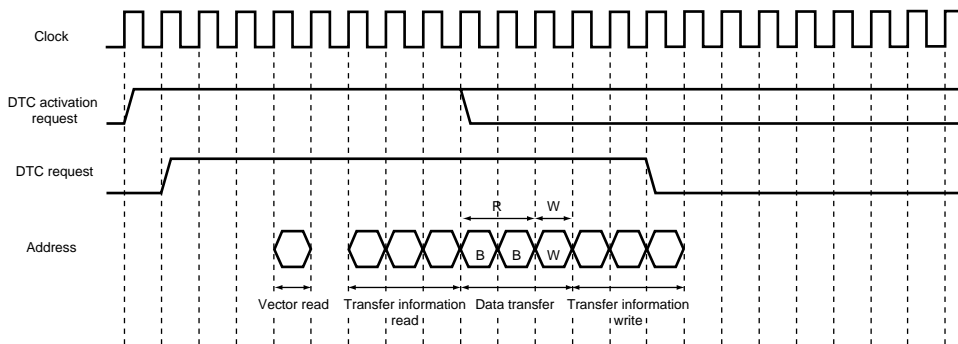 Clock
DTC activation
request
DTC request
R W
Address
B B W
Vector read Transfer information Data transfer Transfer information
read write